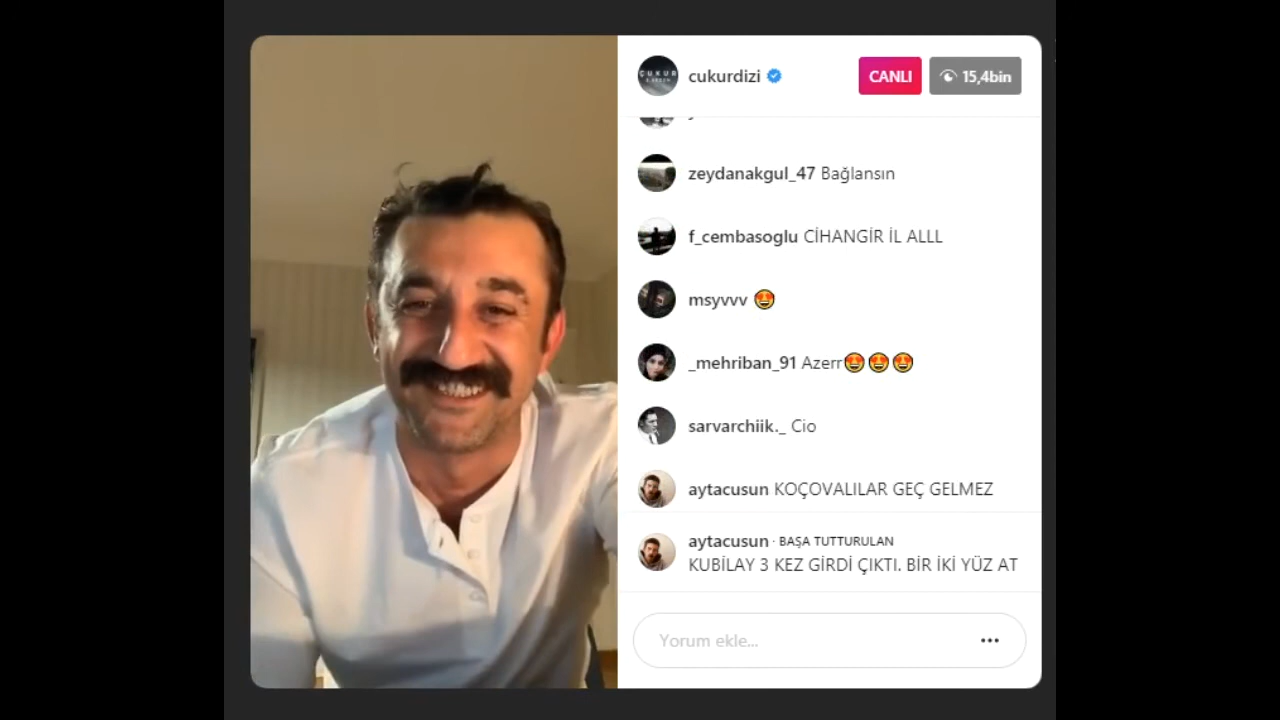 ÇUKUR
cukurdizi
CANLI
15,4bin
zeydanakgul_47 Bağlansın
f_cembasoglu CİHANGİR İL ALLL
msyvvv 🤩
_mehriban_91 Azerr🤩🤩🤩
sarvarchiik._ Cio
aytacusun KOÇOVALILAR GEÇ GELMEZ
aytacusun · BAŞA TUTTURULAN
KUBİLAY 3 KEZ GİRDİ ÇIKTI. BİR İKİ YÜZ AT
Yorum ekle...